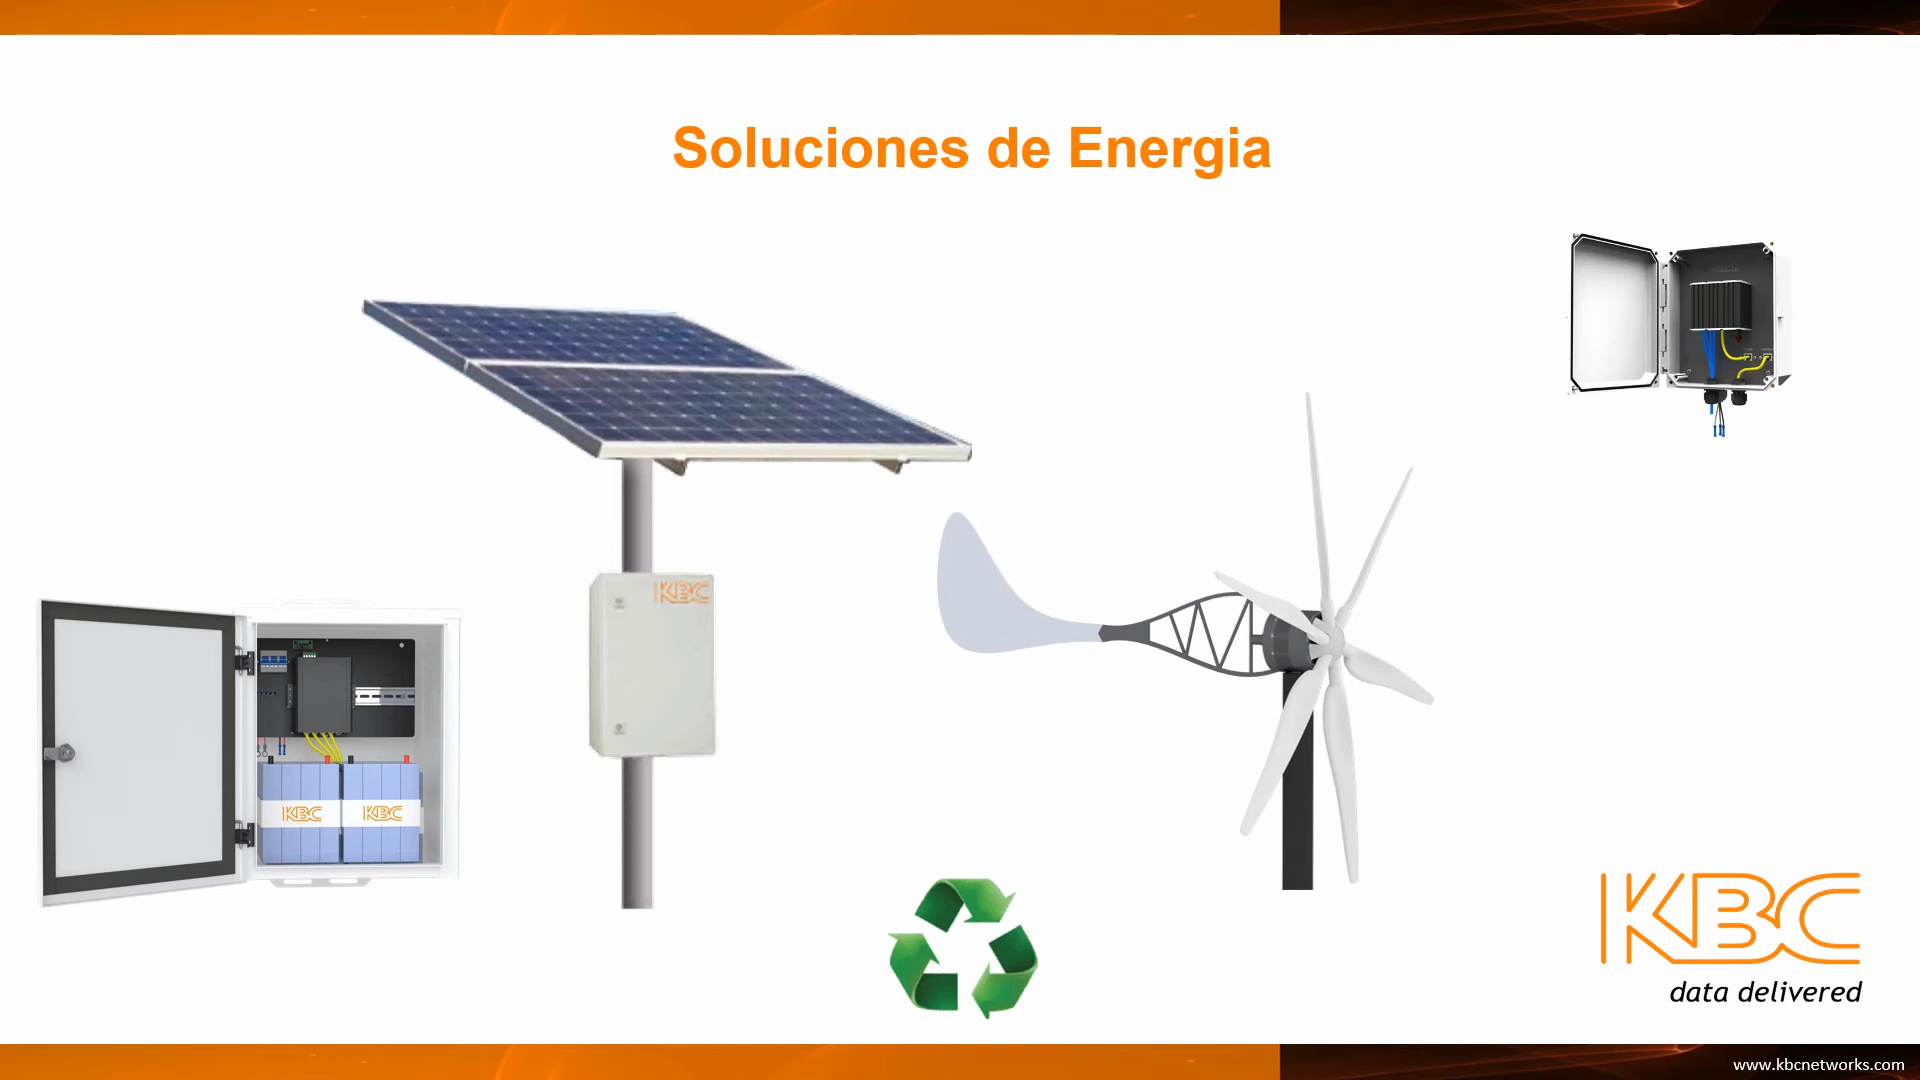 Soluciones de Energia
KBC
KBC KBC
KBC
data delivered
www.kbcnetworks.com